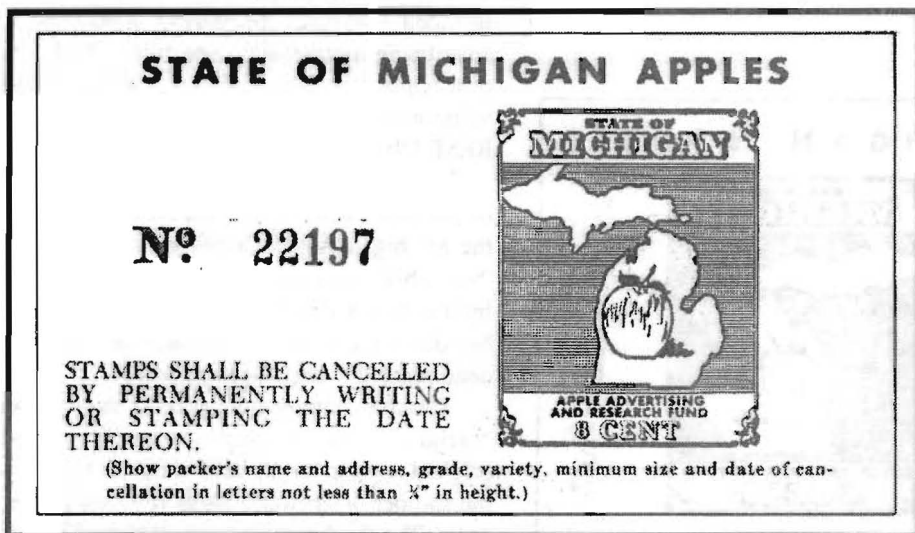 STATE OF MICHIGAN APPLES
STATE OF
MICHIGAN
Nº. 22197
STAMPS SHALL BE CANCELLED
BY PERMANENTLY WRITING
OR STAMPING THE DATE
THEREON.
APPLE ADVERTISING
AND RESEARCH FUND
8 CENT
(Show packer's name and address, grade, variety, minimum size and date of can-
cellation in letters not less than ¼" in height.)